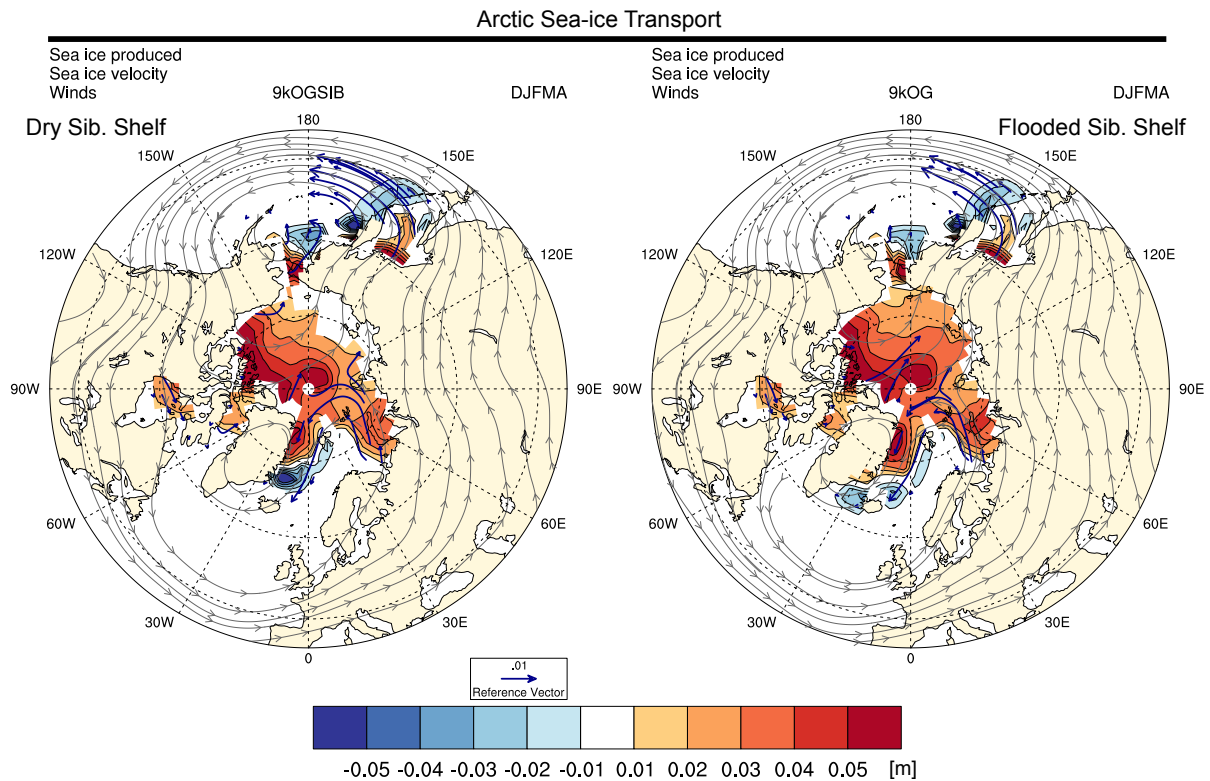 Arctic Sea-ice Transport
Sea ice produced
Sea ice velocity
Winds 9kOGSIB DJFMA
Dry Sib. Shelf
180
150W 150E
120W 120E
90W 90E
60W 60E
30W 30E
0
Sea ice produced
Sea ice velocity
Winds 9kOG DJFMA
Flooded Sib. Shelf
180
150W 150E
120W 120E
90W 90E
60W 60E
30W 30E
0
.01
Reference Vector
-0.05 -0.04 -0.03 -0.02 -0.01 0.01 0.02 0.03 0.04 0.05 [m]